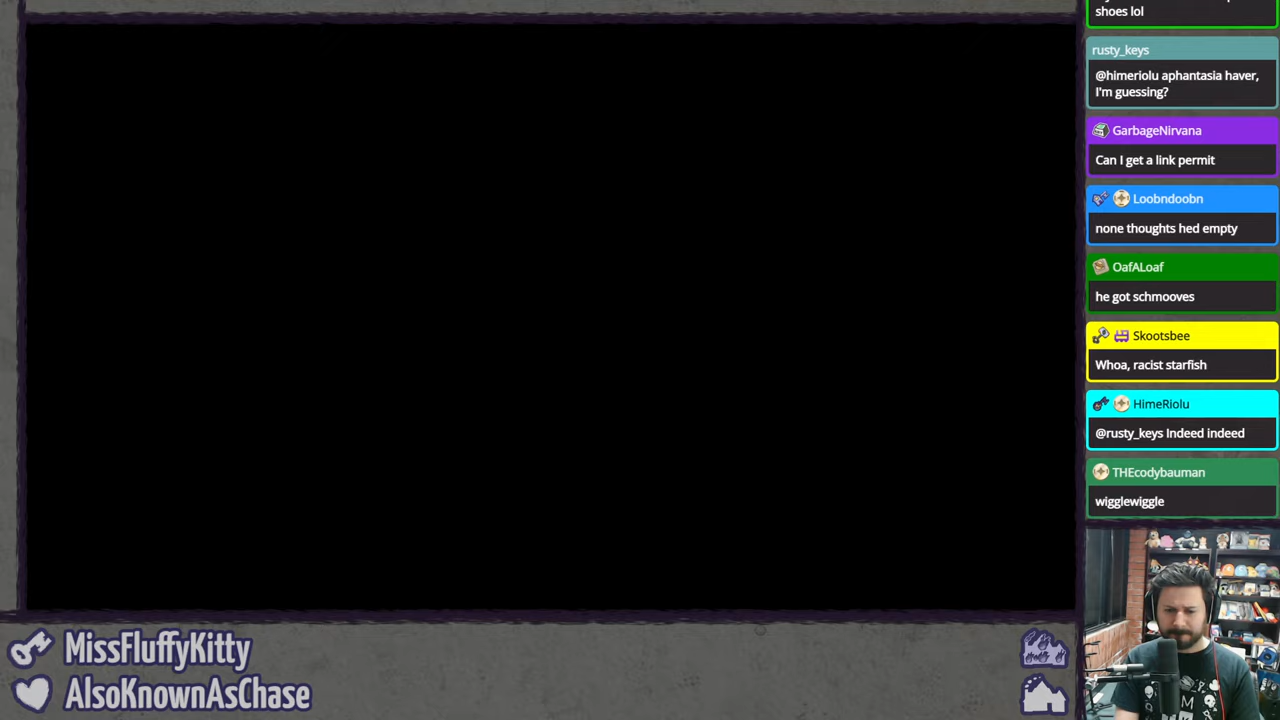 shoes lol
rusty_keys
@himeriolu aphantasia haver,
I'm guessing?
GarbageNirvana
Can I get a link permit
Loobndoobn
none thoughts hed empty
OafALoaf
he got schmooves
Skootsbee
Whoa, racist starfish
HimeRiolu
@rusty_keys Indeed indeed
THEcodybauman
wigglewiggle
MissFluffyKitty
AlsoKnownAsChase